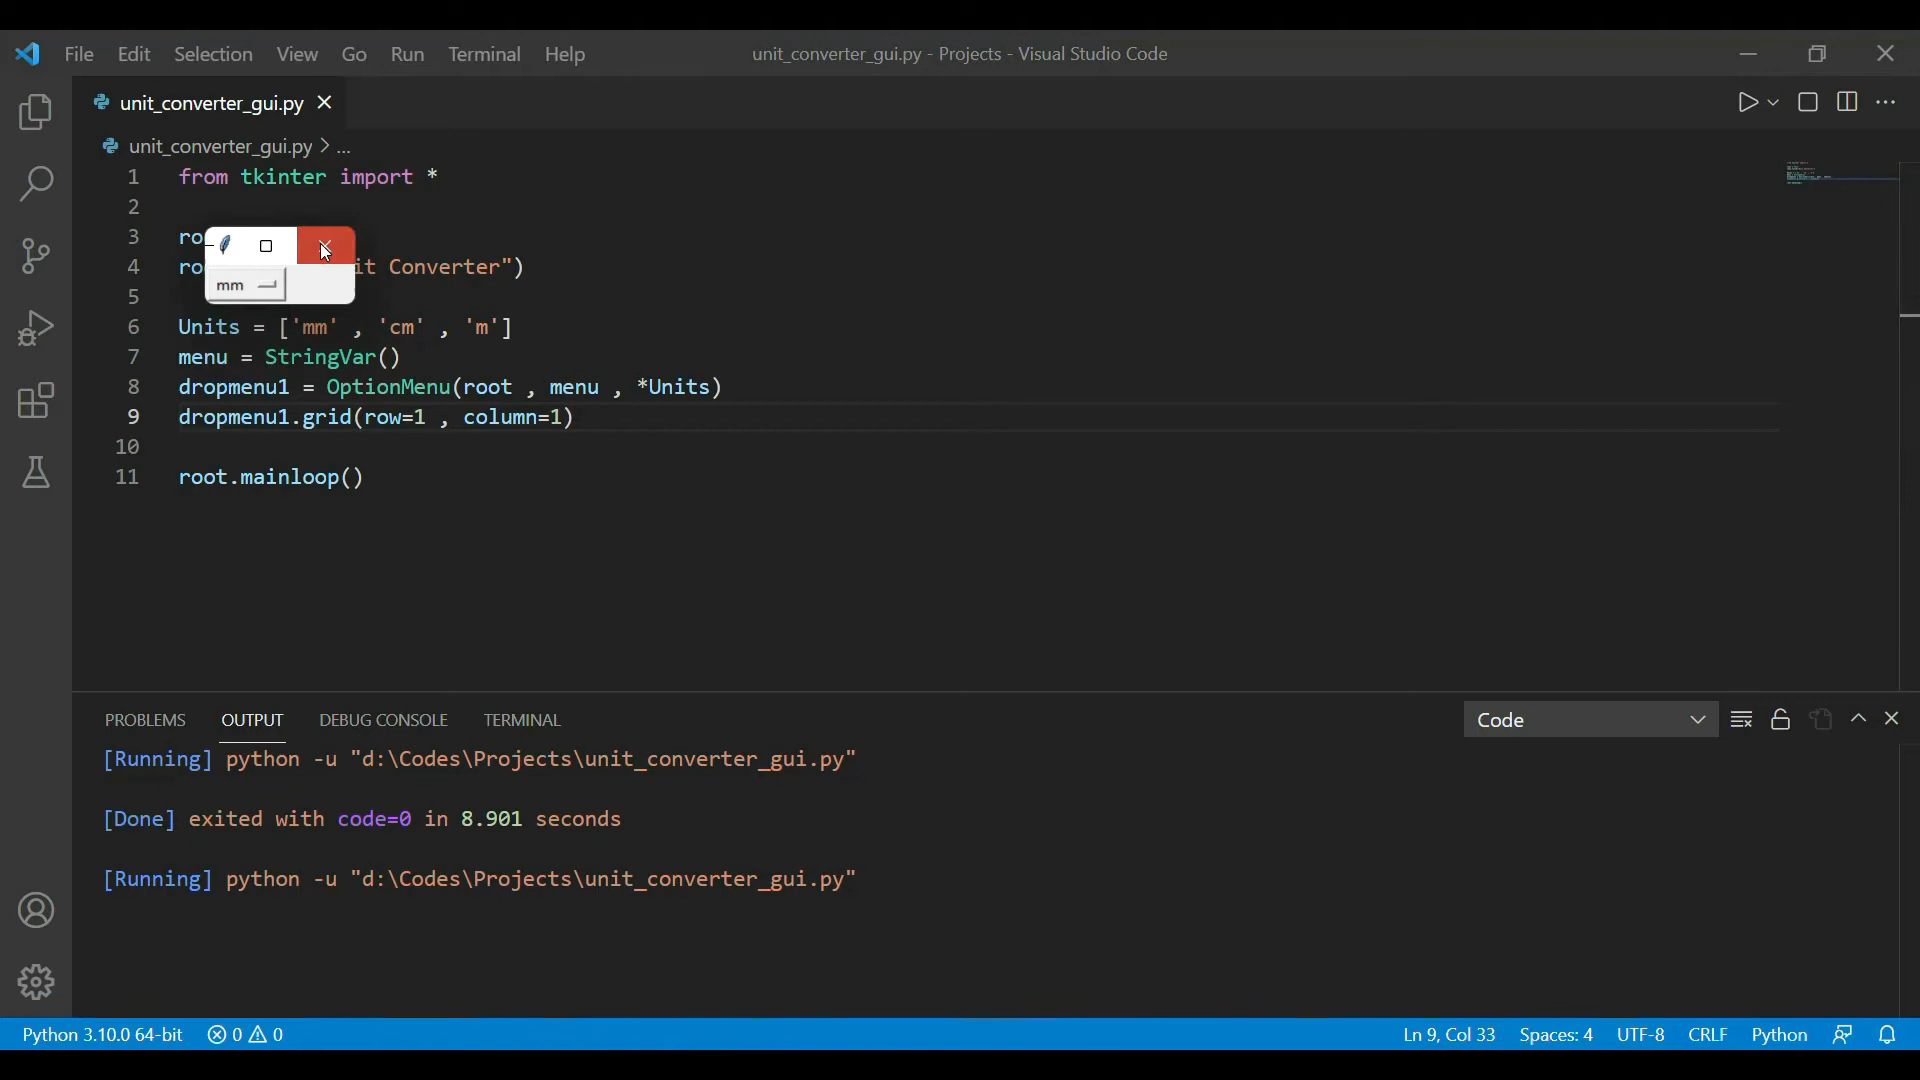 File Edit Selection View Go Run Terminal Help unit_converter_gui.py - Projects - Visual Studio Code
unit_converter_gui.py
unit_converter_gui.py > ...
1 from tkinter import *
2
3 ro
4 ro it Converter")
mm
5
6 Units = ['mm' , 'cm' , 'm']
7 menu = StringVar()
8 dropmenu1 = OptionMenu(root , menu , *Units)
9 dropmenu1.grid(row=1 , column=1)
10
11 root.mainloop()
PROBLEMS OUTPUT DEBUG CONSOLE TERMINAL Code
[Running] python -u "d:\Codes\Projects\unit_converter_gui.py"
[Done] exited with code=0 in 8.901 seconds
[Running] python -u "d:\Codes\Projects\unit_converter_gui.py"
Python 3.10.0 64-bit 0 0 Ln 9, Col 33 Spaces: 4 UTF-8 CRLF Python